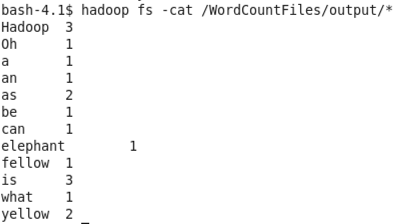 bash-4.1$ hadoop fs -cat /WordCountFiles/output/*
Hadoop  3
Oh      1
a       1
an      1
as      2
be      1
can     1
elephant        1
fellow  1
is      3
what    1
yellow  2